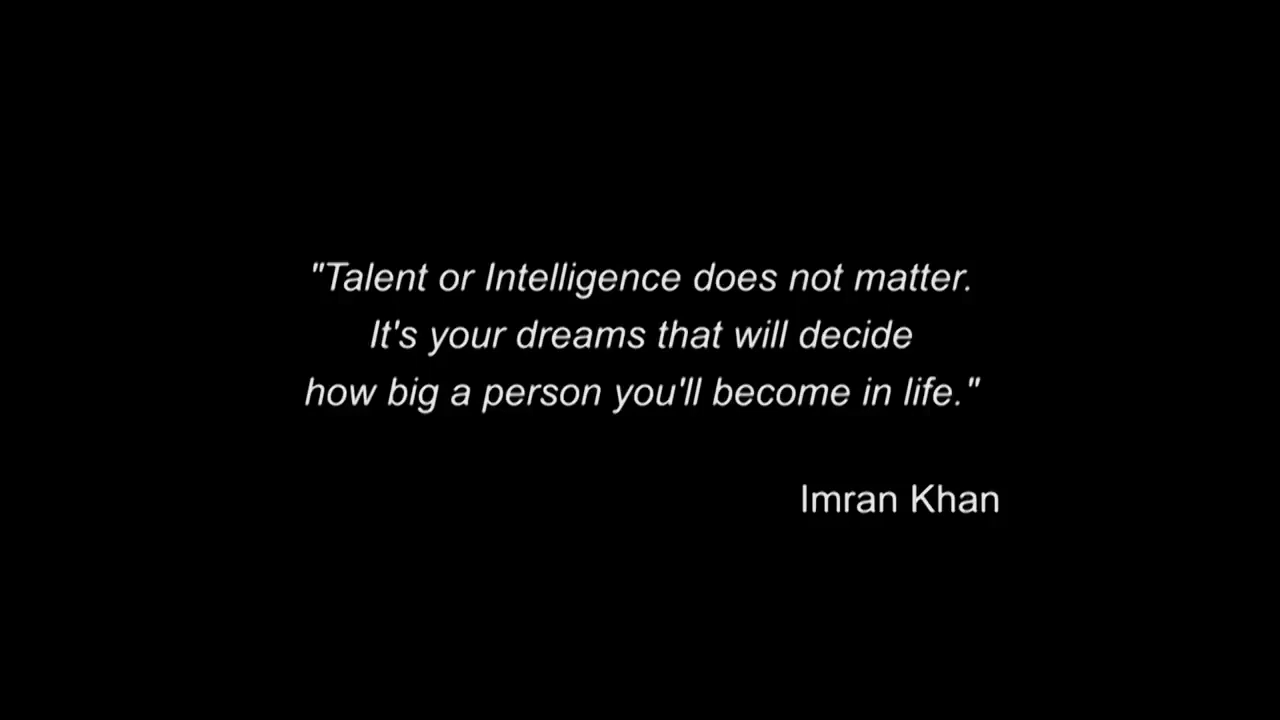 "Talent or Intelligence does not matter.
It's your dreams that will decide
how big a person you'll become in life."
Imran Khan